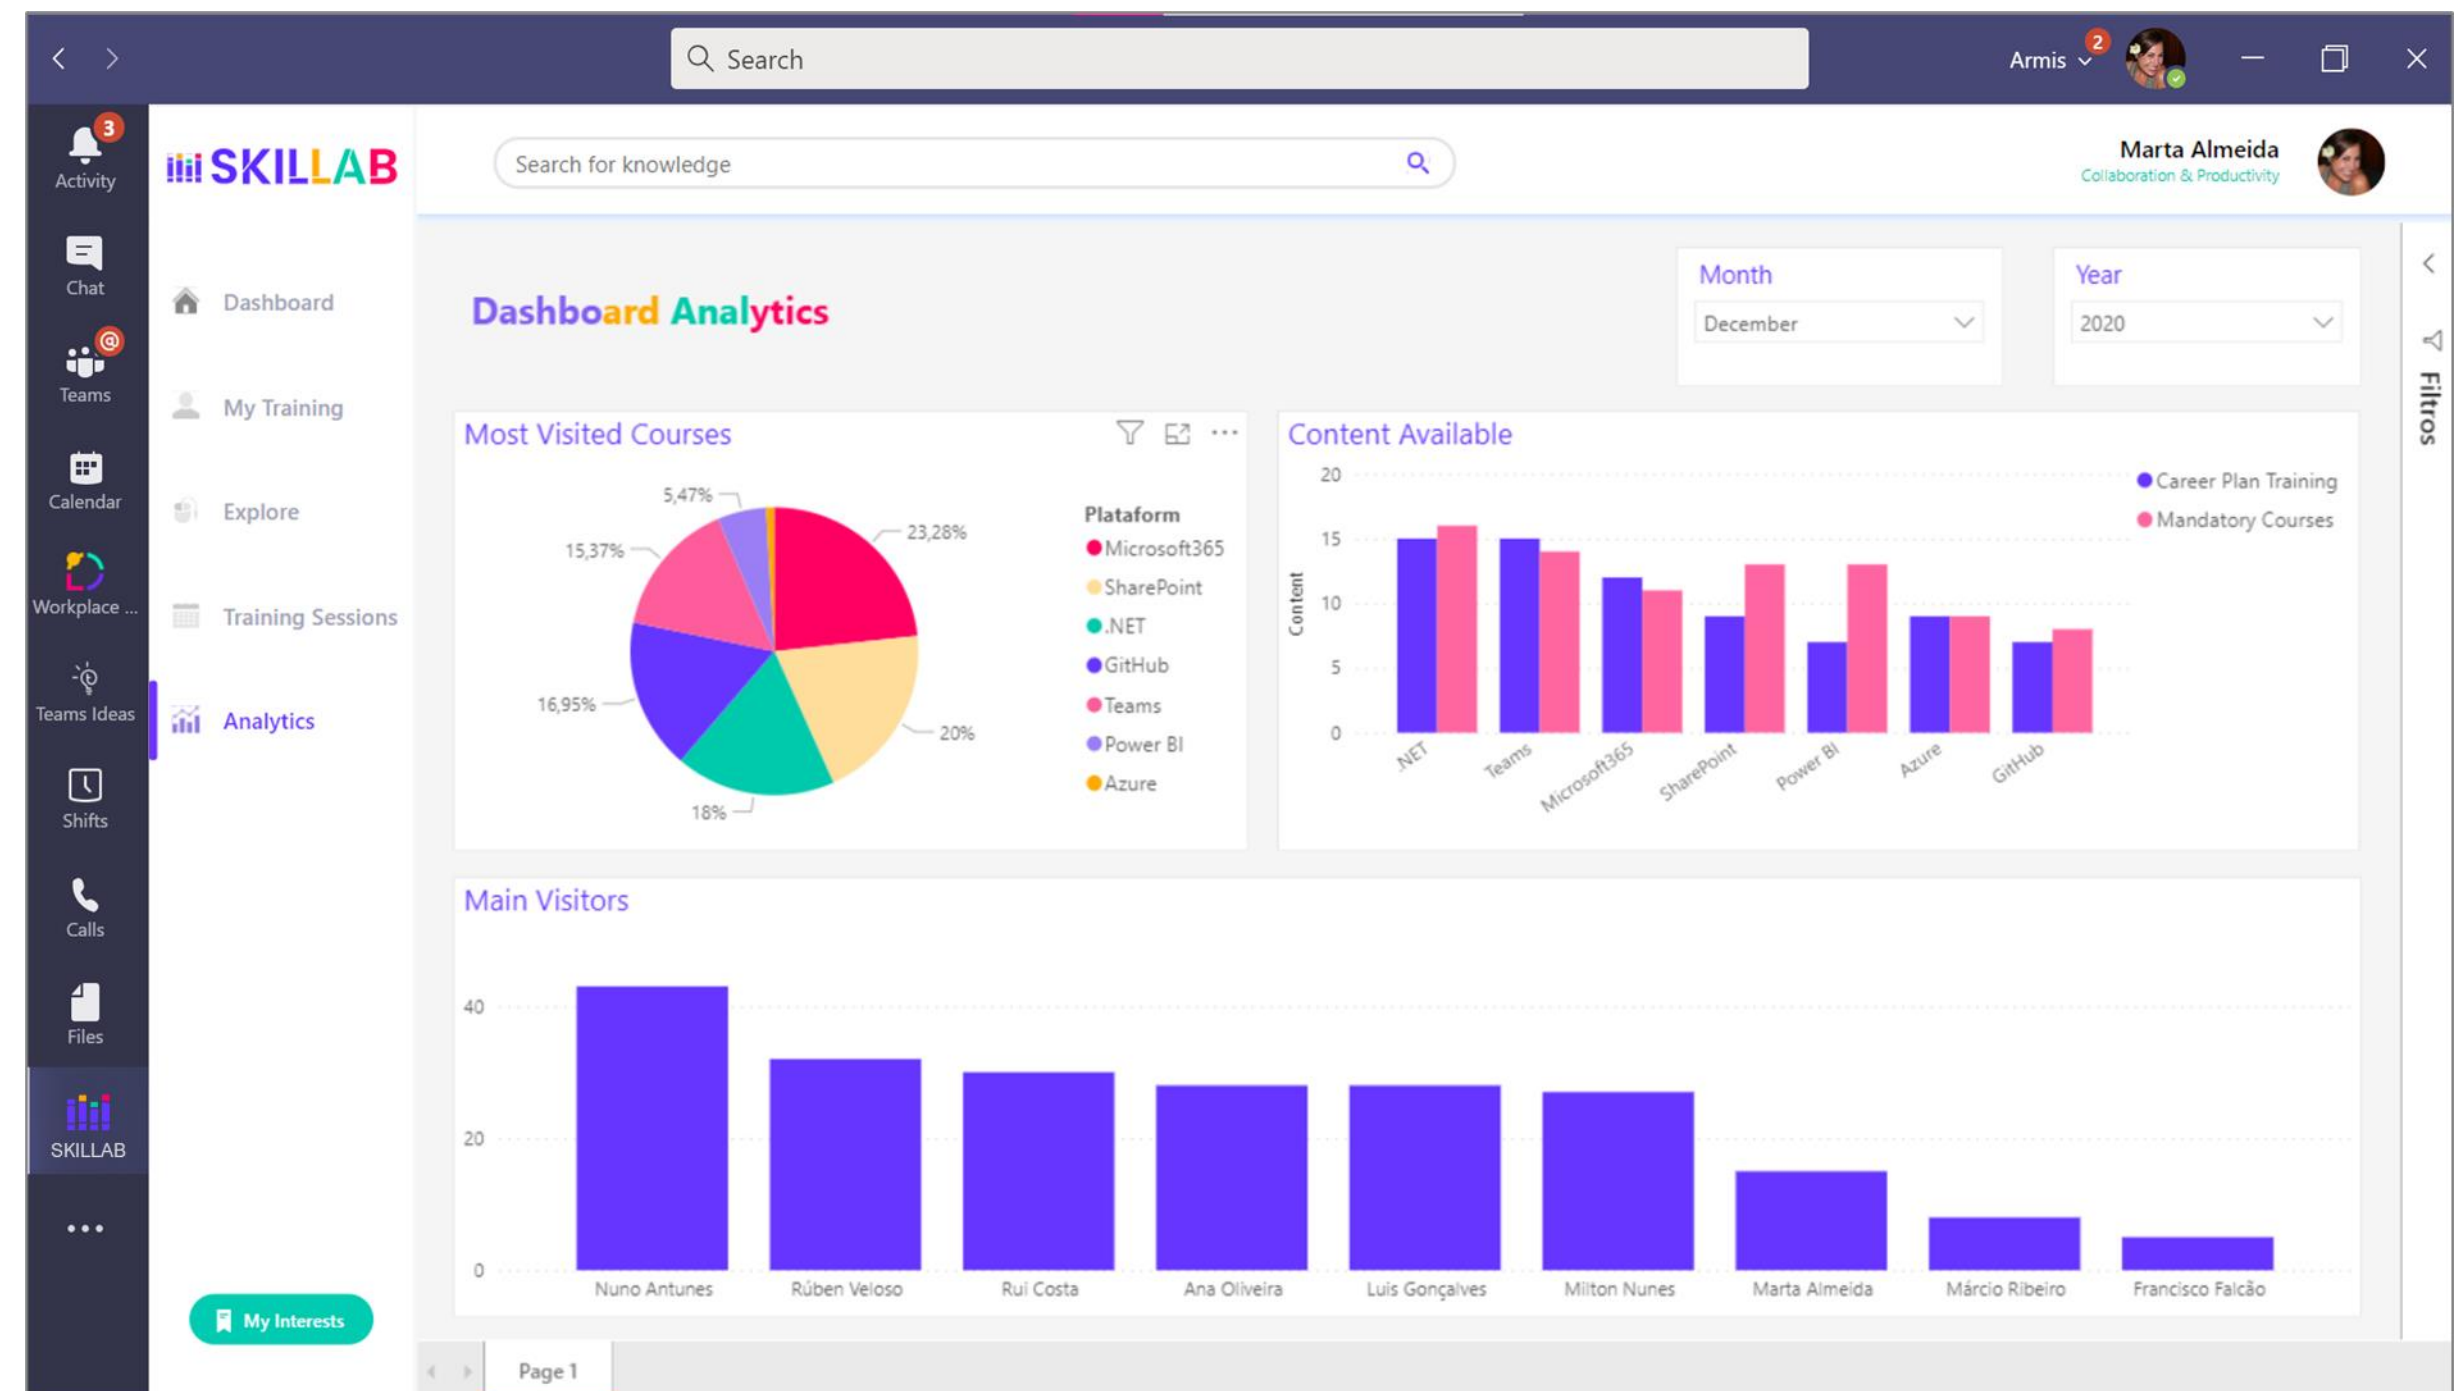 Search
Armis
2
3
Activity
Chat
@
Teams
Calendar
Workplace ...
Teams Ideas
Shifts
Calls
Files
SKILLAB
SKILLAB
Dashboard
My Training
Explore
Training Sessions
Analytics
My Interests
Search for knowledge
Marta Almeida
Collaboration & Productivity
Dashboard Analytics
Month
December
Year
2020
Filtros
Most Visited Courses
5,47%
23,28%
15,37%
16,95%
20%
18%
Plataform
Microsoft365
SharePoint
.NET
GitHub
Teams
Power BI
Azure
Content Available
20
15
10
5
0
Content
.NET
Teams
Microsoft365
SharePoint
Power BI
Azure
GitHub
Career Plan Training
Mandatory Courses
Main Visitors
40
20
0
Nuno Antunes
Rúben Veloso
Rui Costa
Ana Oliveira
Luis Gonçalves
Milton Nunes
Marta Almeida
Márcio Ribeiro
Francisco Falcão
Page 1